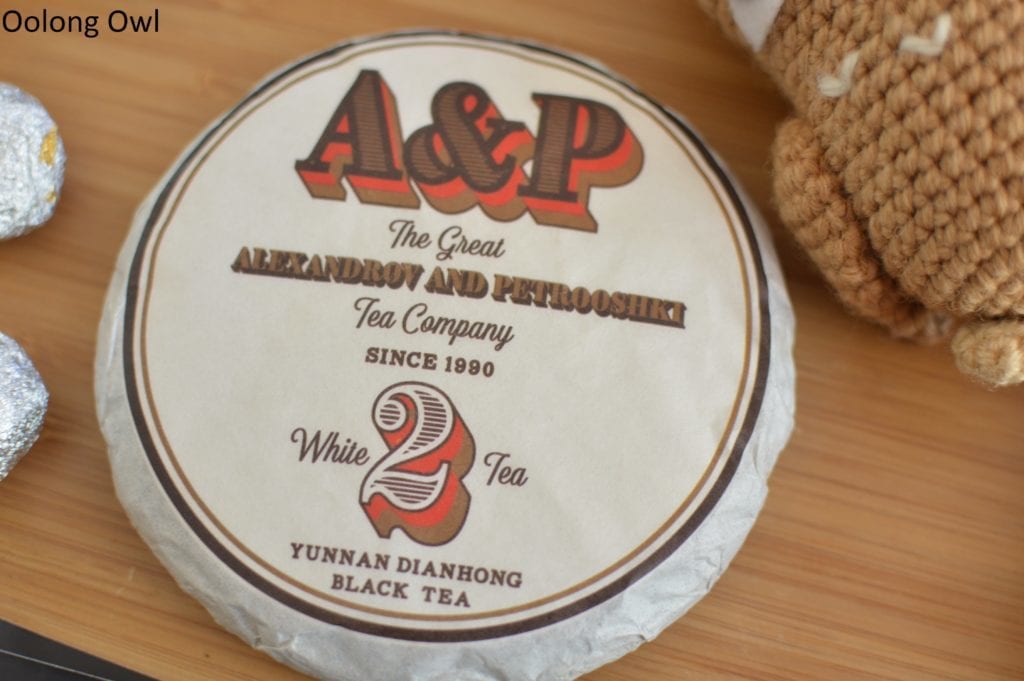 Oolong Owl
A&P
The Great
ALEXANDROV AND PETROOSHKI
Tea Company
SINCE 1990
White 2 Tea
YUNNAN DIANHONG
BLACK TEA